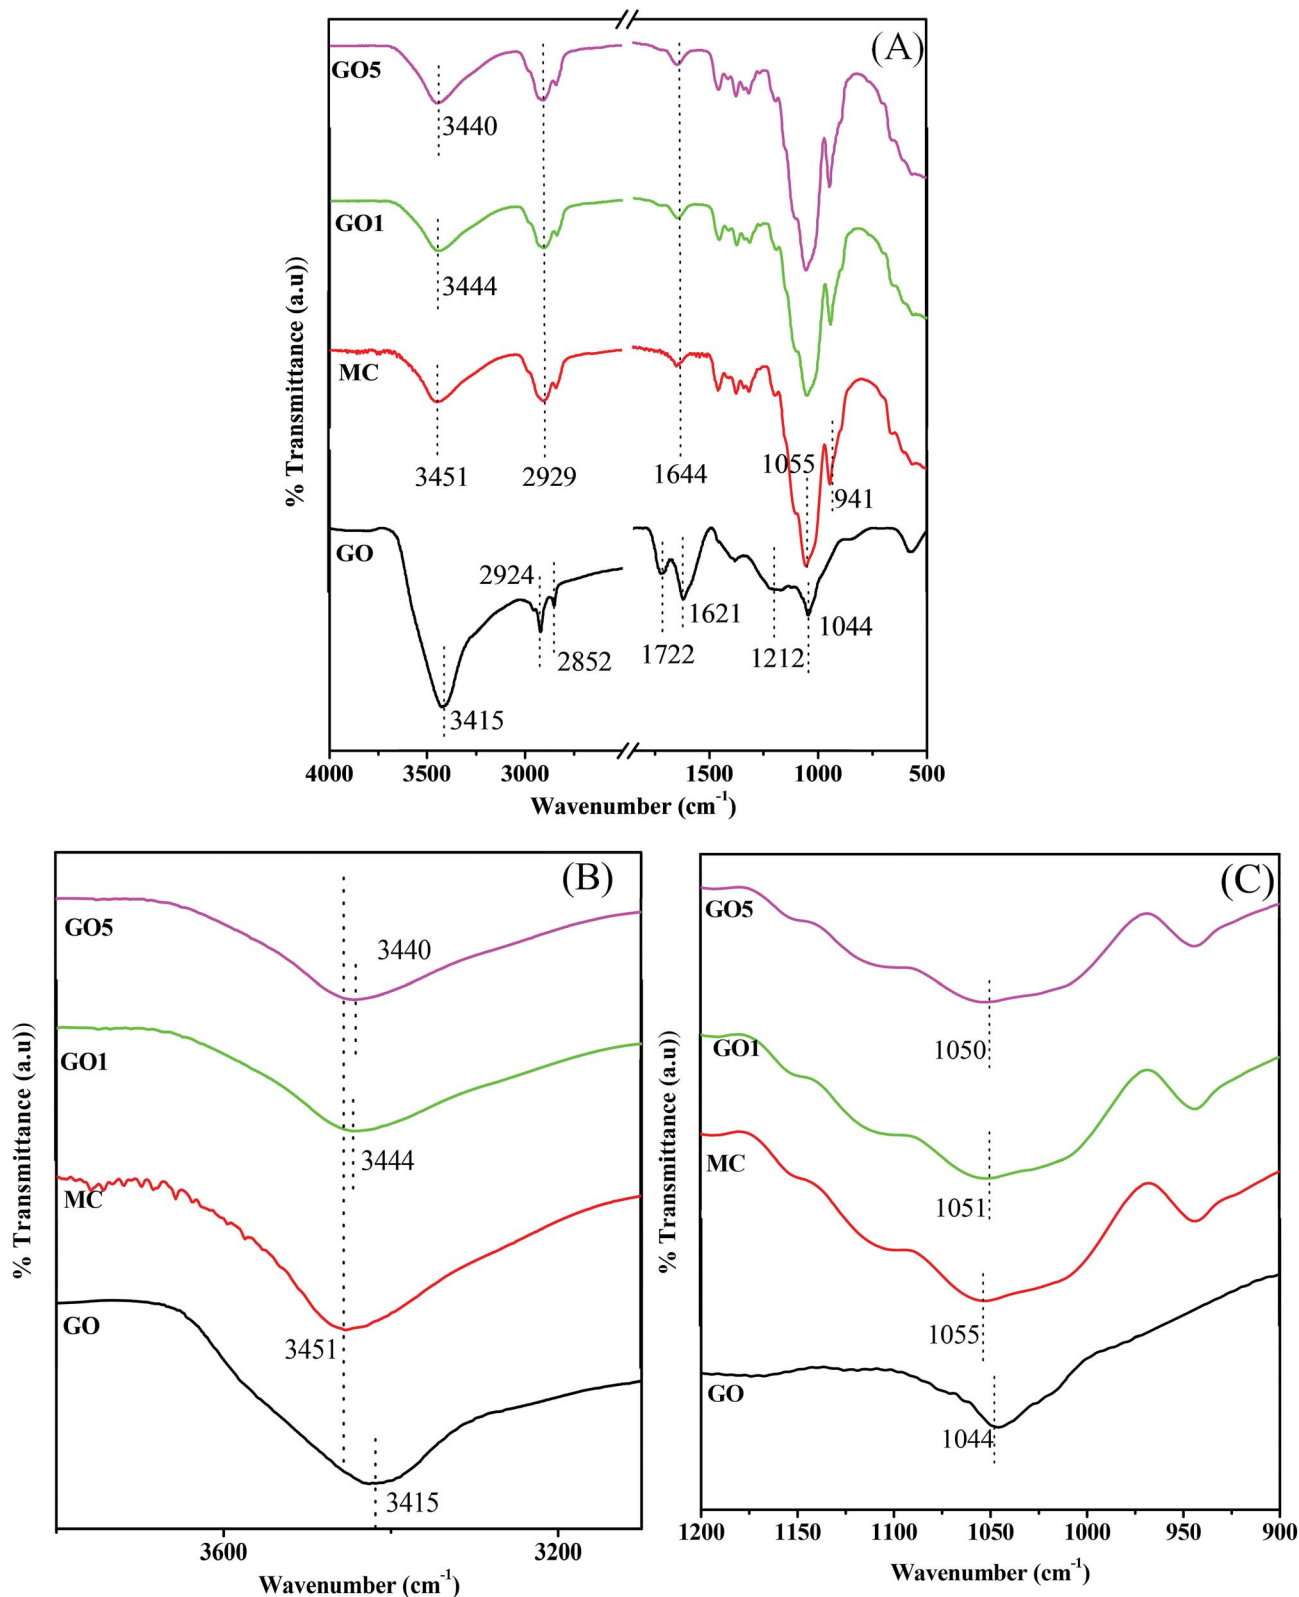 (A)
GO5
3440
GO1
3444
MC
3451
2929
1644
1055
941
GO
2924
2852
3415
1722
1621
1212
1044
% Transmittance (a.u))
4000 3500 3000 1500 1000 500
Wavenumber (cm-1)
(B)
GO5
3440
GO1
3444
MC
3451
GO
3415
% Transmittance (a.u))
3600 3200
Wavenumber (cm-1)
(C)
GO5
1050
GO1
1051
MC
1055
GO
1044
% Transmittance (a.u))
1200 1150 1100 1050 1000 950 900
Wavenumber (cm-1)